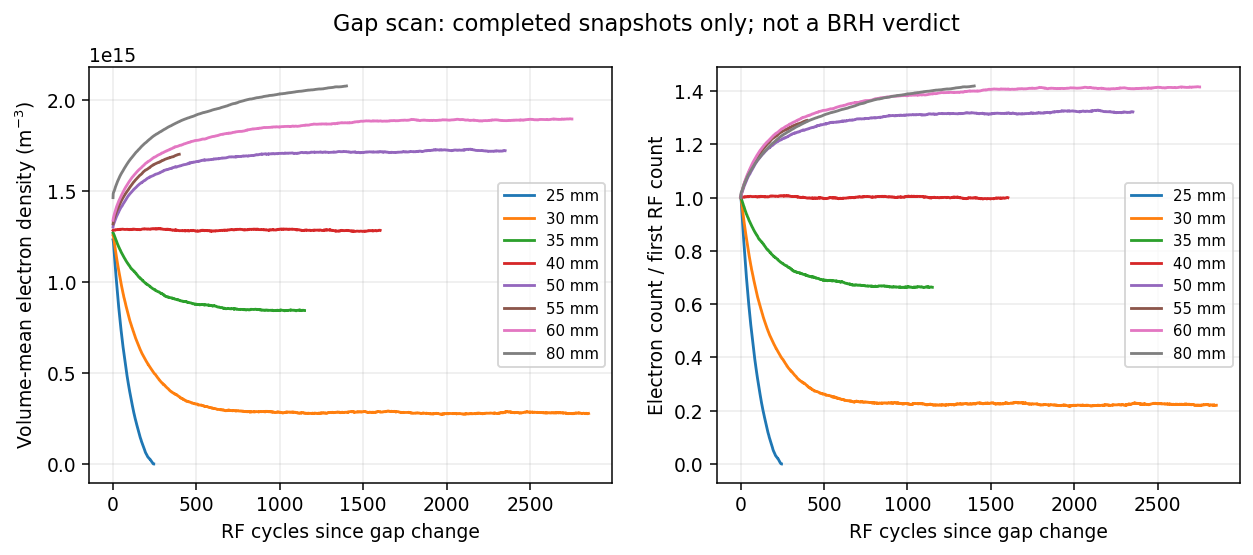 Gap scan: completed snapshots only; not a BRH verdict
1e15
Volume-mean electron density (m⁻³)
2.0
1.5
1.0
0.5
0.0
25 mm
30 mm
35 mm
40 mm
50 mm
55 mm
60 mm
80 mm
0 500 1000 1500 2000 2500
RF cycles since gap change
Electron count / first RF count
1.4
1.2
1.0
0.8
0.6
0.4
0.2
0.0
25 mm
30 mm
35 mm
40 mm
50 mm
55 mm
60 mm
80 mm
0 500 1000 1500 2000 2500
RF cycles since gap change